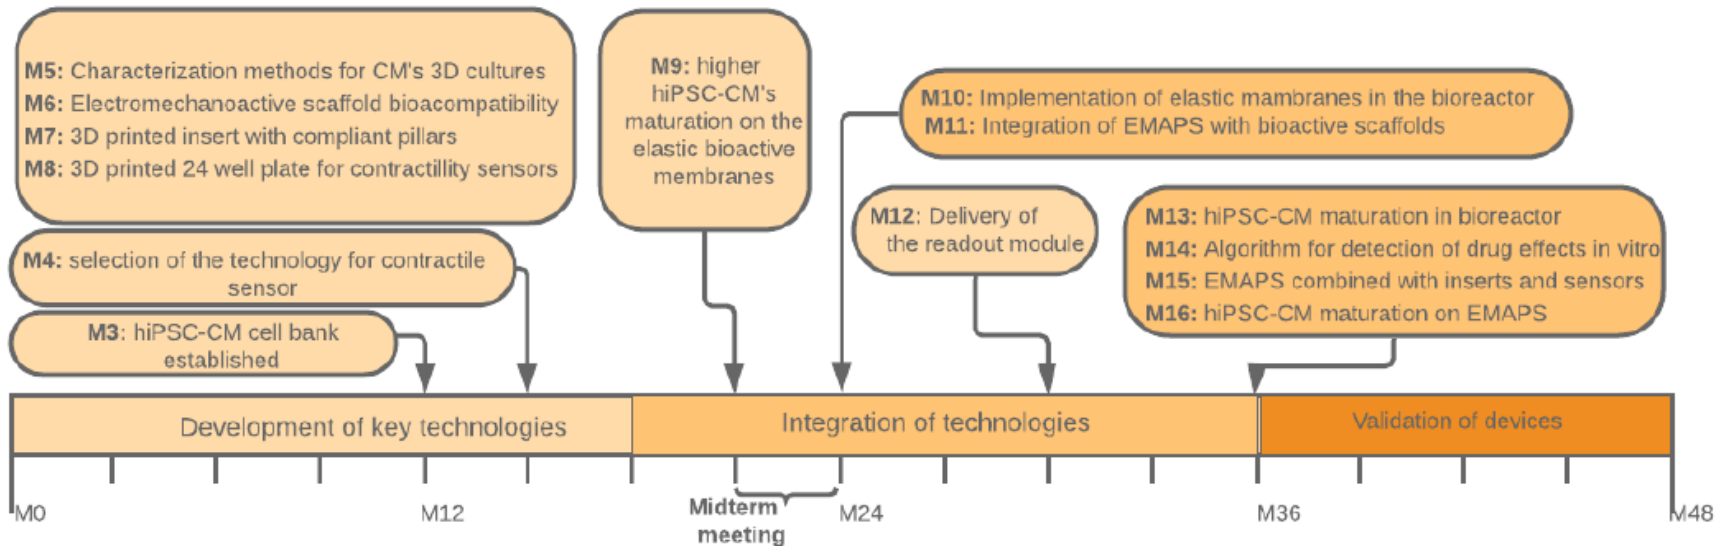 M5: Characterization methods for CM's 3D cultures
M6: Electromechanoactive scaffold bioacompatibility
M7: 3D printed insert with compliant pillars
M8: 3D printed 24 well plate for contractillity sensors
M4: selection of the technology for contractile
sensor
M3: hiPSC-CM cell bank
established
M9: higher
hiPSC-CM's
maturation on the
elastic bioactive
membranes
M10: Implementation of elastic mambranes in the bioreactor
M11: Integration of EMAPS with bioactive scaffolds
M12: Delivery of
the readout module
M13: hiPSC-CM maturation in bioreactor
M14: Algorithm for detection of drug effects in vitro
M15: EMAPS combined with inserts and sensors
M16: hiPSC-CM maturation on EMAPS
Development of key technologies
Integration of technologies
Validation of devices
M0
M12
Midterm
meeting
M24
M36
M48